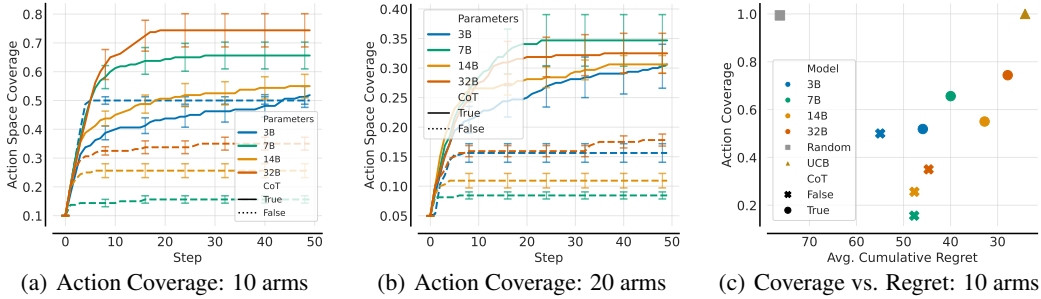 0.8
0.7
0.6
0.5
0.4
0.3
0.2
0.1
Action Space Coverage
0
10
20
30
40
50
Step
Parameters
3B
7B
14B
32B
CoT
True
False
(a) Action Coverage: 10 arms
0.40
0.35
0.30
0.25
0.20
0.15
0.10
0.05
Action Space Coverage
0
10
20
30
40
50
Step
Parameters
3B
7B
14B
32B
CoT
True
False
(b) Action Coverage: 20 arms
1.0
0.8
0.6
0.4
0.2
Action Coverage
70
60
50
40
30
Avg. Cumulative Regret
Model
3B
7B
14B
32B
Random
UCB
CoT
False
True
(c) Coverage vs. Regret: 10 arms